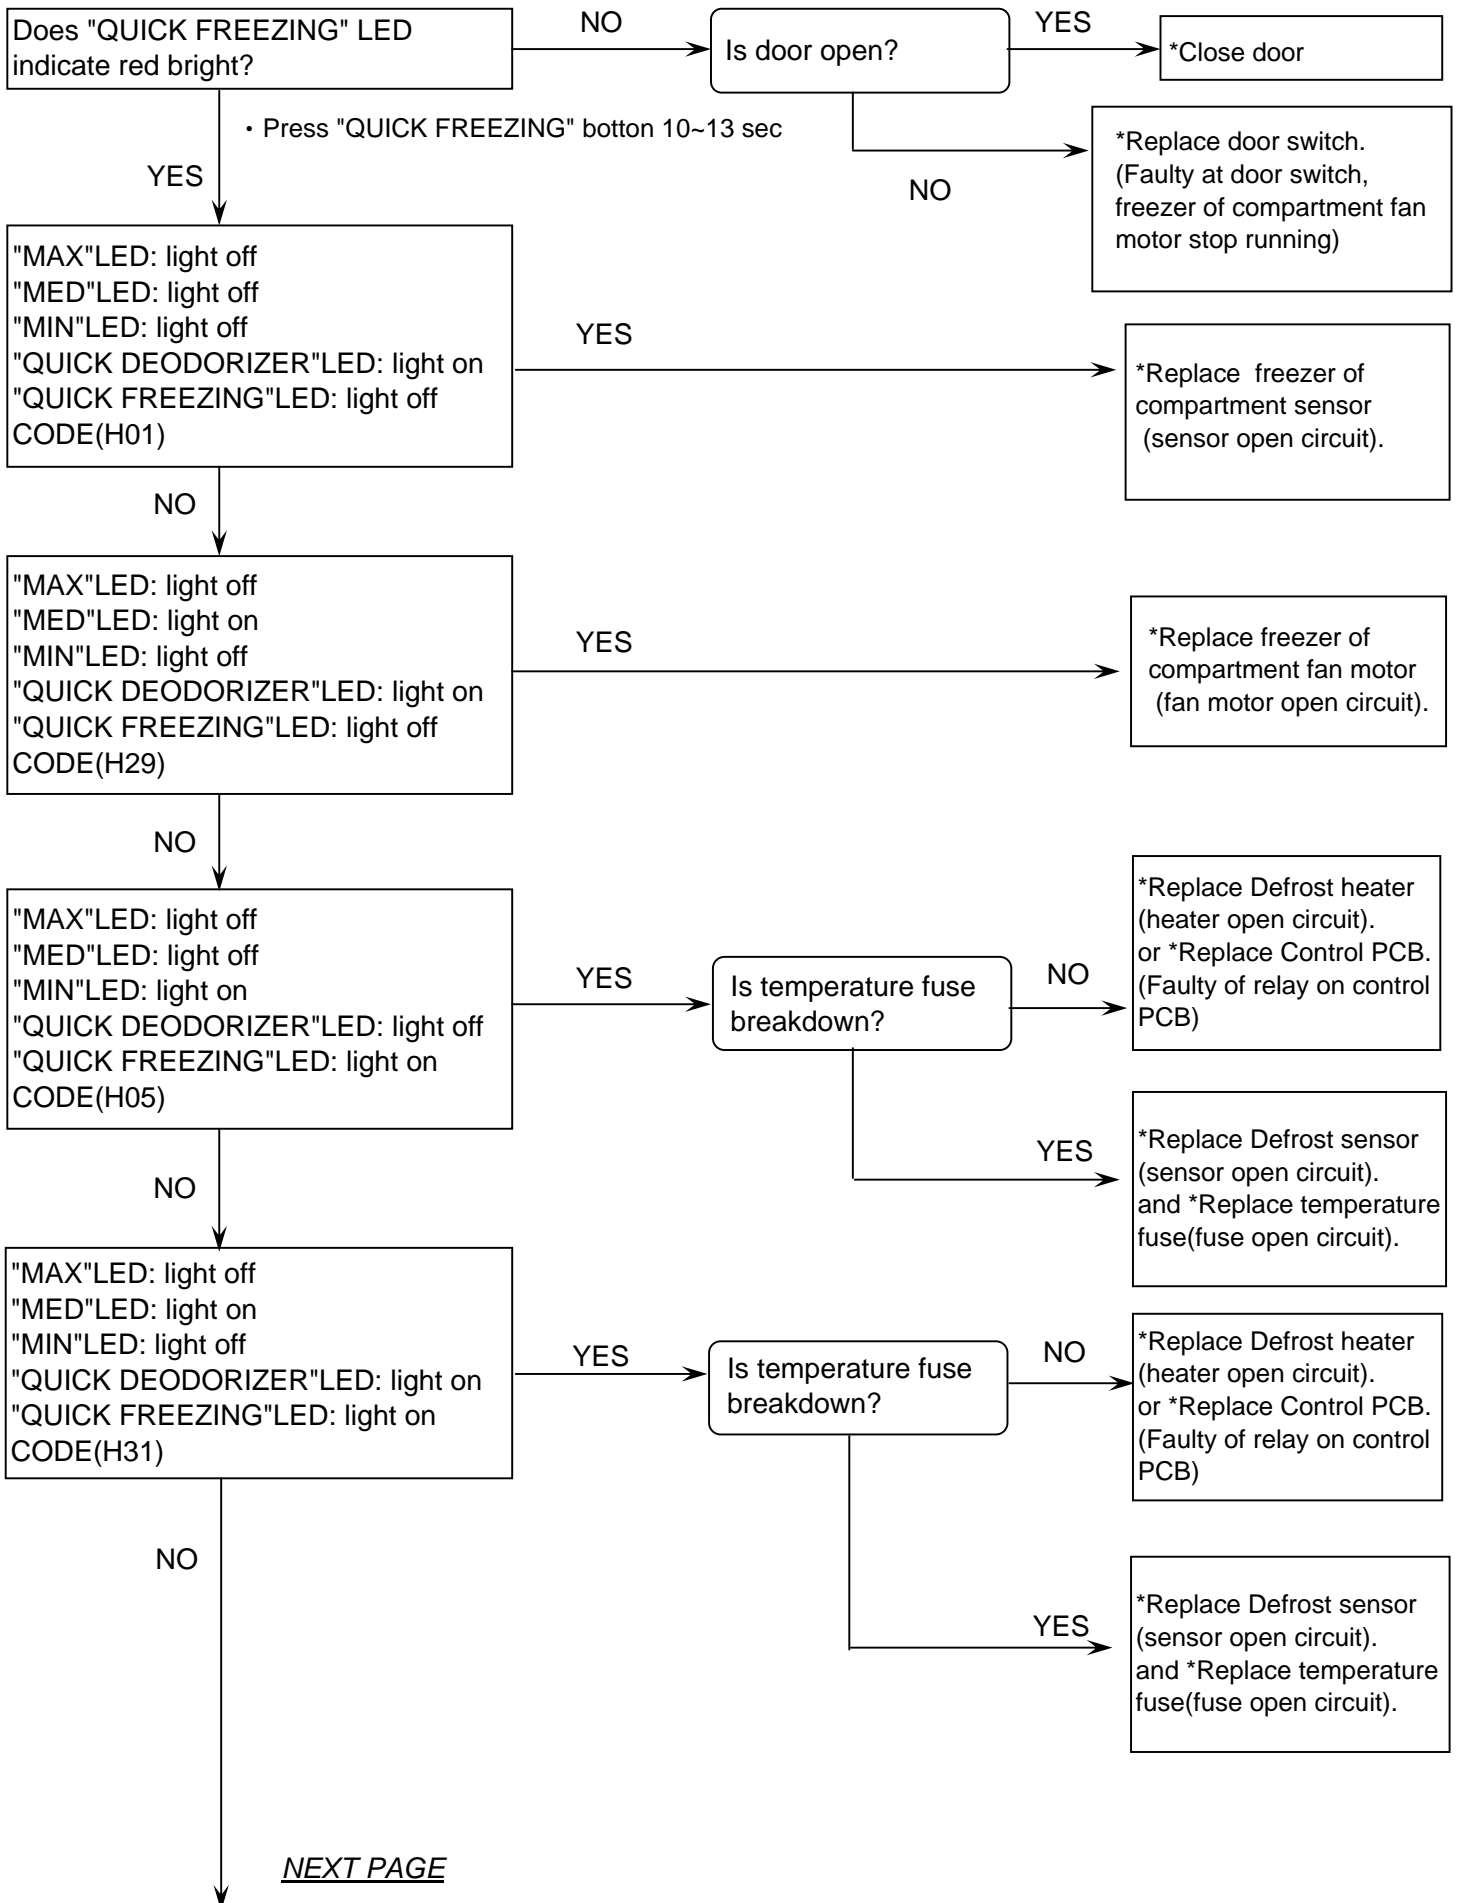 Does "QUICK FREEZING" LED
indicate red bright?
NO
Is door open?
YES
*Close door
・Press "QUICK FREEZING" botton 10~13 sec
YES
NO
*Replace door switch.
(Faulty at door switch,
freezer of compartment fan
motor stop running)
"MAX"LED: light off
"MED"LED: light off
"MIN"LED: light off
"QUICK DEODORIZER"LED: light on
"QUICK FREEZING"LED: light off
CODE(H01)
YES
*Replace  freezer of
compartment sensor
(sensor open circuit).
NO
"MAX"LED: light off
"MED"LED: light on
"MIN"LED: light off
"QUICK DEODORIZER"LED: light on
"QUICK FREEZING"LED: light off
CODE(H29)
YES
*Replace freezer of
compartment fan motor
(fan motor open circuit).
NO
"MAX"LED: light off
"MED"LED: light off
"MIN"LED: light on
"QUICK DEODORIZER"LED: light off
"QUICK FREEZING"LED: light on
CODE(H05)
YES
Is temperature fuse
breakdown?
NO
*Replace Defrost heater
(heater open circuit).
or *Replace Control PCB.
(Faulty of relay on control
PCB)
YES
*Replace Defrost sensor
(sensor open circuit).
and *Replace temperature
fuse(fuse open circuit).
NO
"MAX"LED: light off
"MED"LED: light on
"MIN"LED: light off
"QUICK DEODORIZER"LED: light on
"QUICK FREEZING"LED: light on
CODE(H31)
YES
Is temperature fuse
breakdown?
NO
*Replace Defrost heater
(heater open circuit).
or *Replace Control PCB.
(Faulty of relay on control
PCB)
YES
*Replace Defrost sensor
(sensor open circuit).
and *Replace temperature
fuse(fuse open circuit).
NO
NEXT PAGE